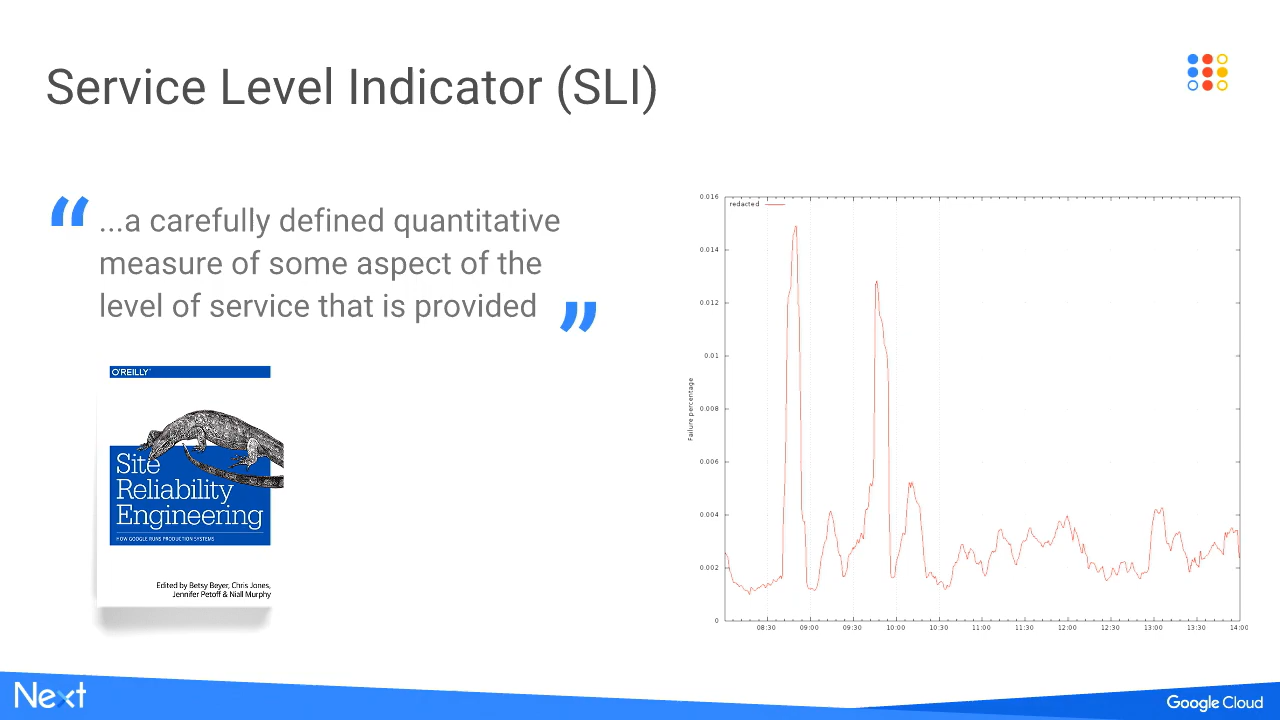 Service Level Indicator (SLI)
“
...a carefully defined quantitative
measure of some aspect of the
level of service that is provided
”
O'REILLY™
Site
Reliability
Engineering
HOW GOOGLE RUNS PRODUCTION SYSTEMS
Edited by Betsy Beyer, Chris Jones,
Jennifer Petoff & Niall Murphy
redacted
Failure percentage
0.016
0.014
0.012
0.01
0.008
0.006
0.004
0.002
0
08:30 09:00 09:30 10:00 10:30 11:00 11:30 12:00 12:30 13:00 13:30 14:00
Next
Google Cloud